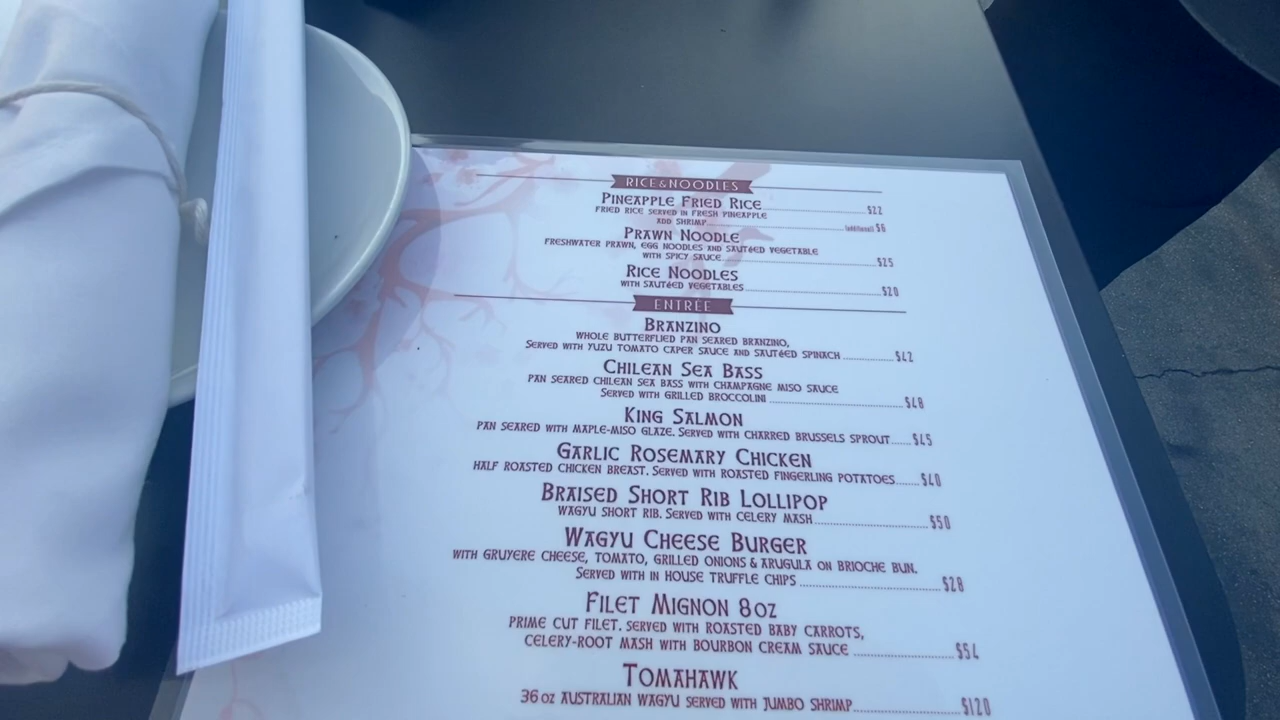 RICE & NOODLES
PINEAPPLE FRIED RICE $22
FRIED RICE SERVED IN FRESH PINEAPPLE
ADD SHRIMP (additional) $6
PRAWN NOODLE
FRESHWATER PRAWN, EGG NOODLES AND SAUTéED VEGETABLE
WITH SPICY SAUCE $25
RICE NOODLES
WITH SAUTéED VEGETABLES $20
ENTRÉE
BRANZINO
WHOLE BUTTERFLIED PAN SEARED BRANZINO,
SERVED WITH YUZU TOMATO CAPER SAUCE AND SAUTéED SPINACH $42
CHILEAN SEA BASS
PAN SEARED CHILEAN SEA BASS WITH CHAMPAGNE MISO SAUCE
SERVED WITH GRILLED BROCCOLINI $48
KING SALMON
PAN SEARED WITH MAPLE-MISO GLAZE. SERVED WITH CHARRED BRUSSELS SPROUT $45
GARLIC ROSEMARY CHICKEN
HALF ROASTED CHICKEN BREAST. SERVED WITH ROASTED FINGERLING POTATOES $40
BRAISED SHORT RIB LOLLIPOP
WAGYU SHORT RIB. SERVED WITH CELERY MASH $50
WAGYU CHEESE BURGER
WITH GRUYERE CHEESE, TOMATO, GRILLED ONIONS & ARUGULA ON BRIOCHE BUN.
SERVED WITH IN HOUSE TRUFFLE CHIPS $28
FILET MIGNON 8OZ
PRIME CUT FILET. SERVED WITH ROASTED BABY CARROTS,
CELERY-ROOT MASH WITH BOURBON CREAM SAUCE $54
TOMAHAWK
36 OZ AUSTRALIAN WAGYU SERVED WITH JUMBO SHRIMP $120